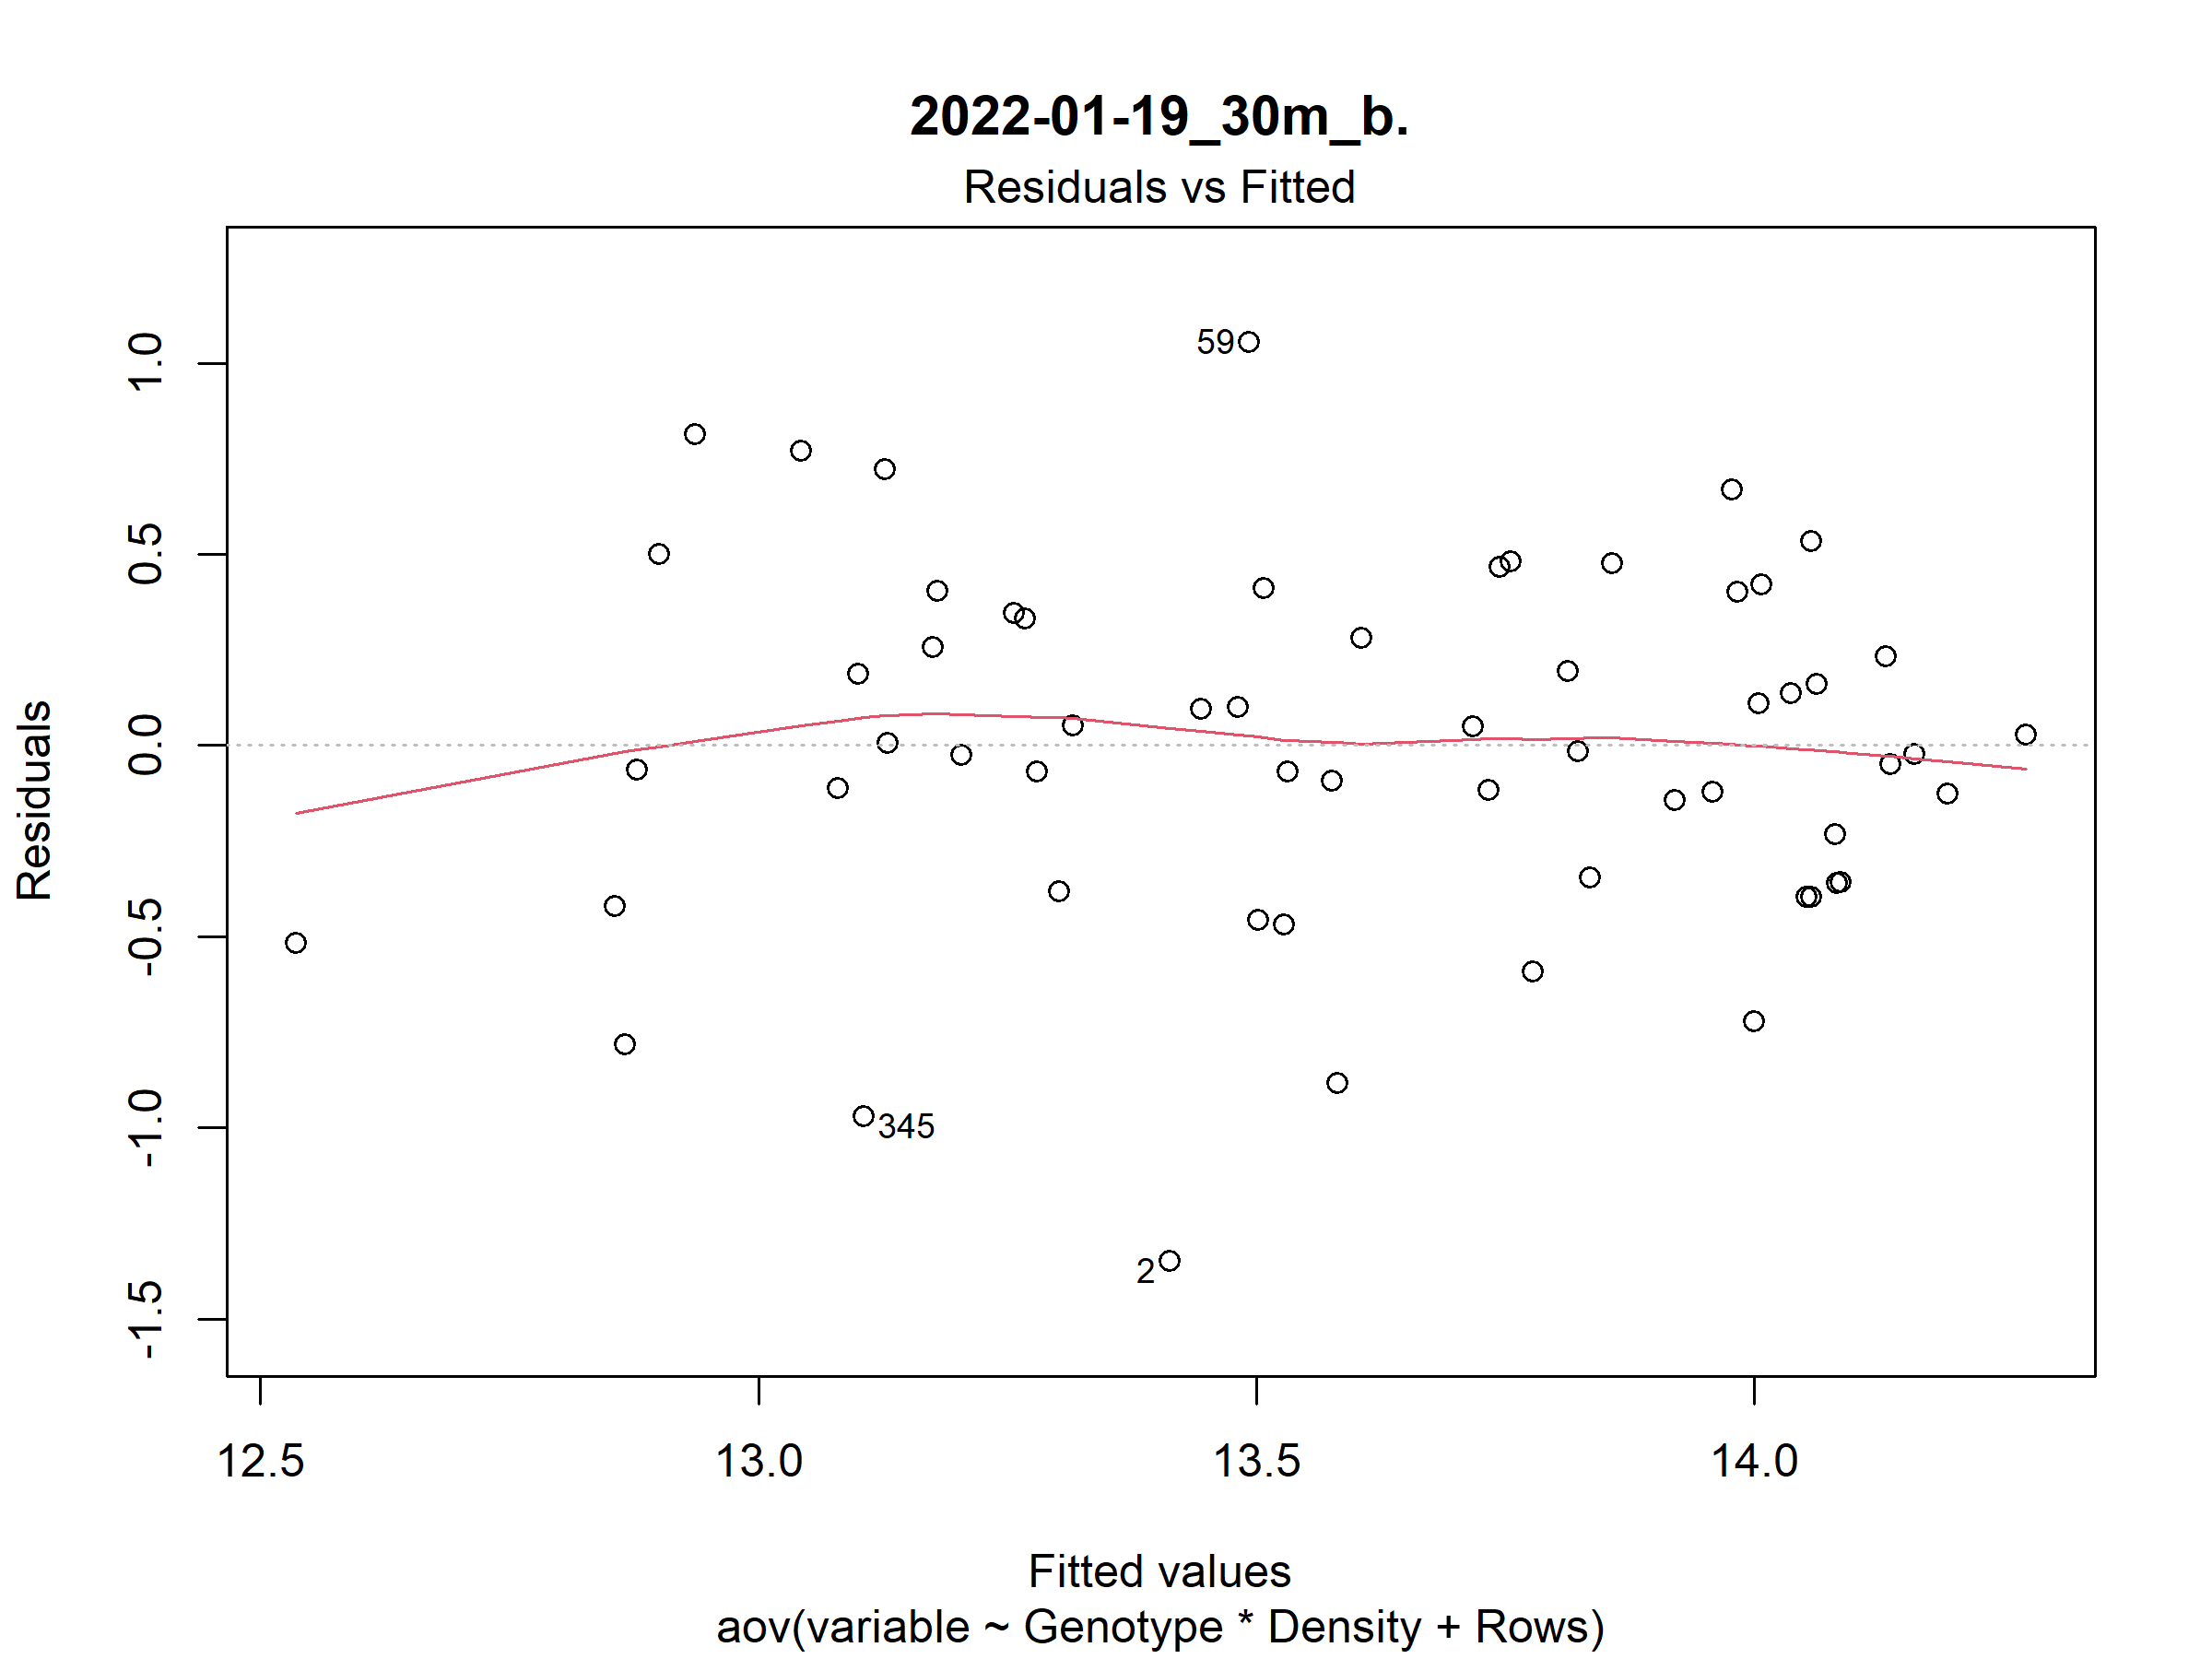 2022-01-19_30m_b.
Residuals vs Fitted
Residuals
1.0
0.5
0.0
-0.5
-1.0
-1.5
59
345
2
12.5 13.0 13.5 14.0
Fitted values
aov(variable ~ Genotype * Density + Rows)